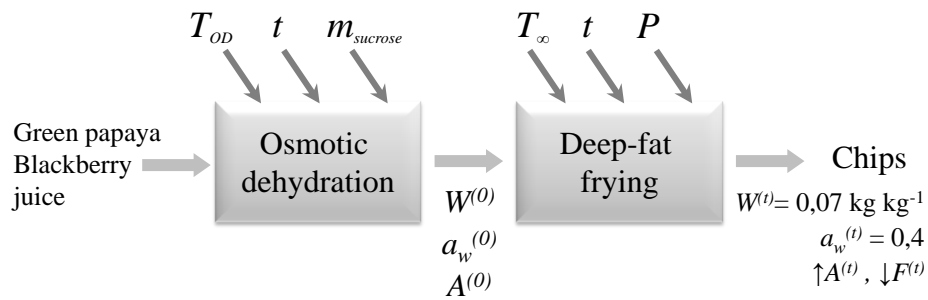 T_OD t m_sucrose
T_∞ t P
Green papaya
Blackberry
juice
Osmotic
dehydration
W^(0)
a_w^(0)
A^(0)
Deep-fat
frying
Chips
W^(t)= 0,07 kg kg^-1
a_w^(t) = 0,4
↑A^(t) , ↓F^(t)